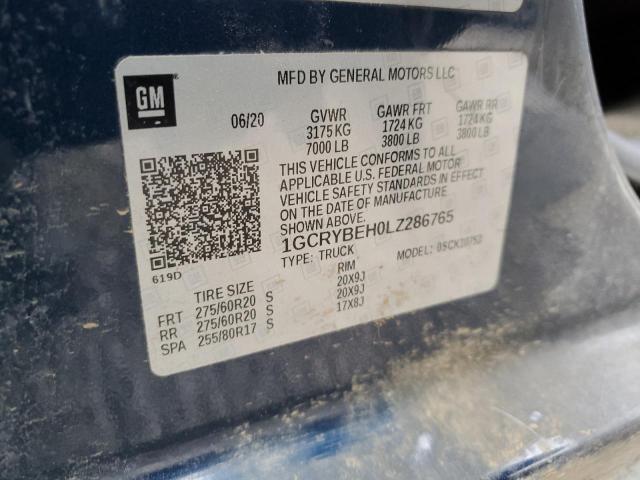 GM
MFD BY GENERAL MOTORS LLC
06/20 GVWR GAWR FRT GAWR RR
3175 KG 1724 KG 1724 KG
7000 LB 3800 LB 3800 LB
THIS VEHICLE CONFORMS TO ALL
APPLICABLE U.S. FEDERAL MOTOR
VEHICLE SAFETY STANDARDS IN EFFECT
ON THE DATE OF MANUFACTURE
SHOWN ABOVE.
1GCRYBEH0LZ286765
TYPE: TRUCK MODEL:
619D
TIRE SIZE RIM
FRT 275/60R20 S 20X9J
RR 275/60R20 S 20X9J
SPA 255/80R17 S 17X8J